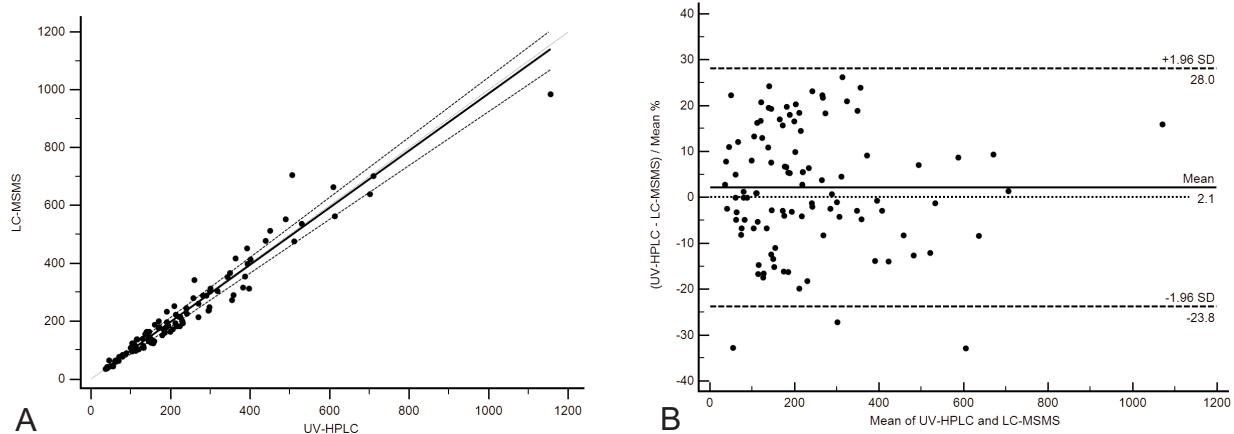 1200
1000
800
600
400
200
0
LC-MSMS
0 200 400 600 800 1000 1200
UV-HPLC
A
40
30
20
10
0
-10
-20
-30
-40
(UV-HPLC - LC-MSMS) / Mean %
+1.96 SD
28.0
Mean
2.1
-1.96 SD
-23.8
0 200 400 600 800 1000 1200
Mean of UV-HPLC and LC-MSMS
B